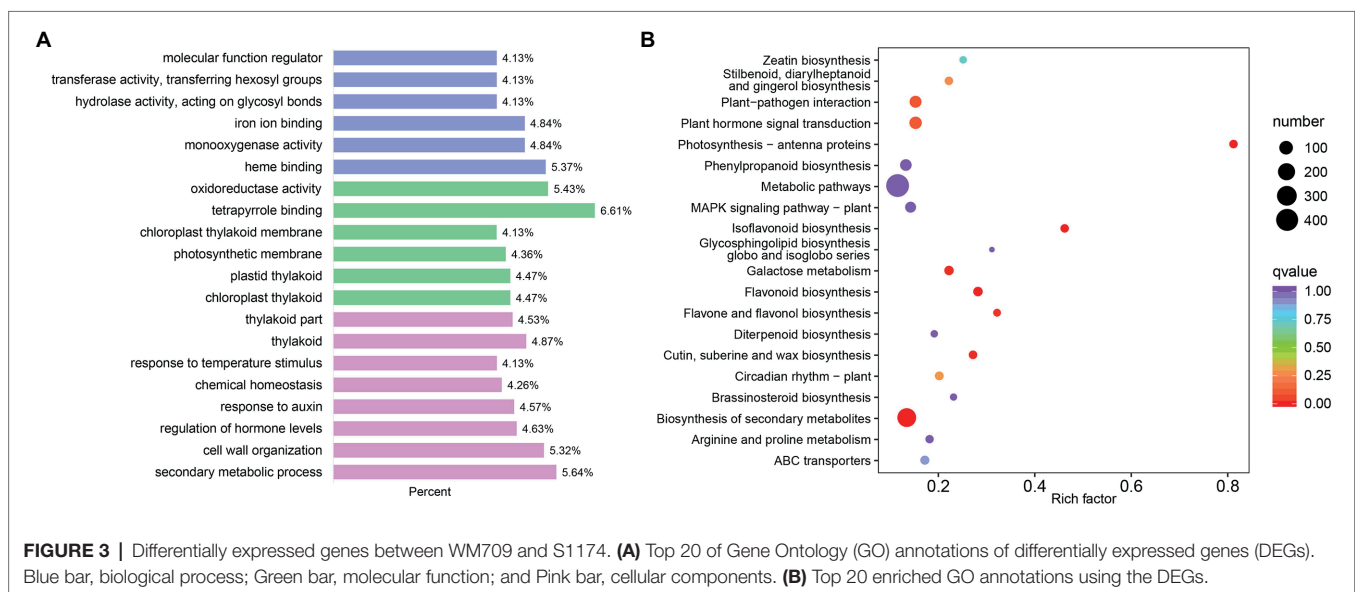 A
molecular function regulator 4.13%
transferase activity, transferring hexosyl groups 4.13%
hydrolase activity, acting on glycosyl bonds 4.13%
iron ion binding 4.84%
monooxygenase activity 4.84%
heme binding 5.37%
oxidoreductase activity 5.43%
tetrapyrrole binding 6.61%
chloroplast thylakoid membrane 4.13%
photosynthetic membrane 4.36%
plastid thylakoid 4.47%
chloroplast thylakoid 4.47%
thylakoid part 4.53%
thylakoid 4.87%
response to temperature stimulus 4.13%
chemical homeostasis 4.26%
response to auxin 4.57%
regulation of hormone levels 4.63%
cell wall organization 5.32%
secondary metabolic process 5.64%
Percent
B
Zeatin biosynthesis
Stilbenoid, diarylheptanoid
and gingerol biosynthesis
Plant−pathogen interaction
Plant hormone signal transduction
Photosynthesis − antenna proteins
Phenylpropanoid biosynthesis
Metabolic pathways
MAPK signaling pathway − plant
Isoflavonoid biosynthesis
Glycosphingolipid biosynthesis
globo and isoglobo series
Galactose metabolism
Flavonoid biosynthesis
Flavone and flavonol biosynthesis
Diterpenoid biosynthesis
Cutin, suberine and wax biosynthesis
Circadian rhythm − plant
Brassinosteroid biosynthesis
Biosynthesis of secondary metabolites
Arginine and proline metabolism
ABC transporters
0.2 0.4 0.6 0.8
Rich factor
number
100
200
300
400
qvalue
1.00
0.75
0.50
0.25
0.00
FIGURE 3 | Differentially expressed genes between WM709 and S1174. (A) Top 20 of Gene Ontology (GO) annotations of differentially expressed genes (DEGs).
Blue bar, biological process; Green bar, molecular function; and Pink bar, cellular components. (B) Top 20 enriched GO annotations using the DEGs.